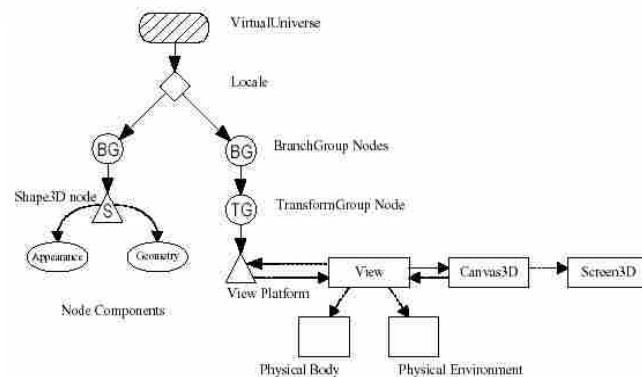 VirtualUniverse
Locale
BG
BG
BranchGroup Nodes
Shape3D node
S
TG
TransformGroup Node
Appearance
Geometry
View
Canvas3D
Screen3D
View Platform
Node Components
Physical Body
Physical Environment